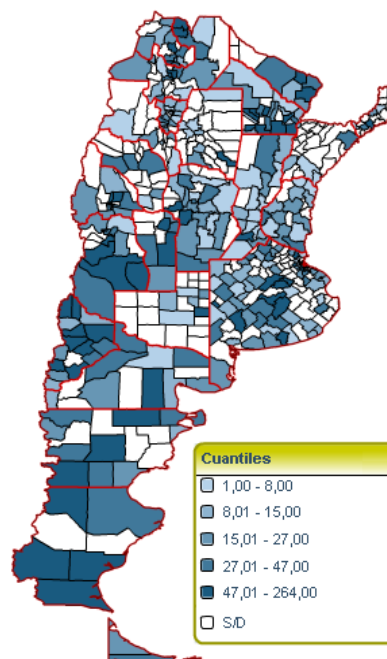 Cuantiles
1,00 - 8,00
8,01 - 15,00
15,01 - 27,00
27,01 - 47,00
47,01 - 264,00
S/D